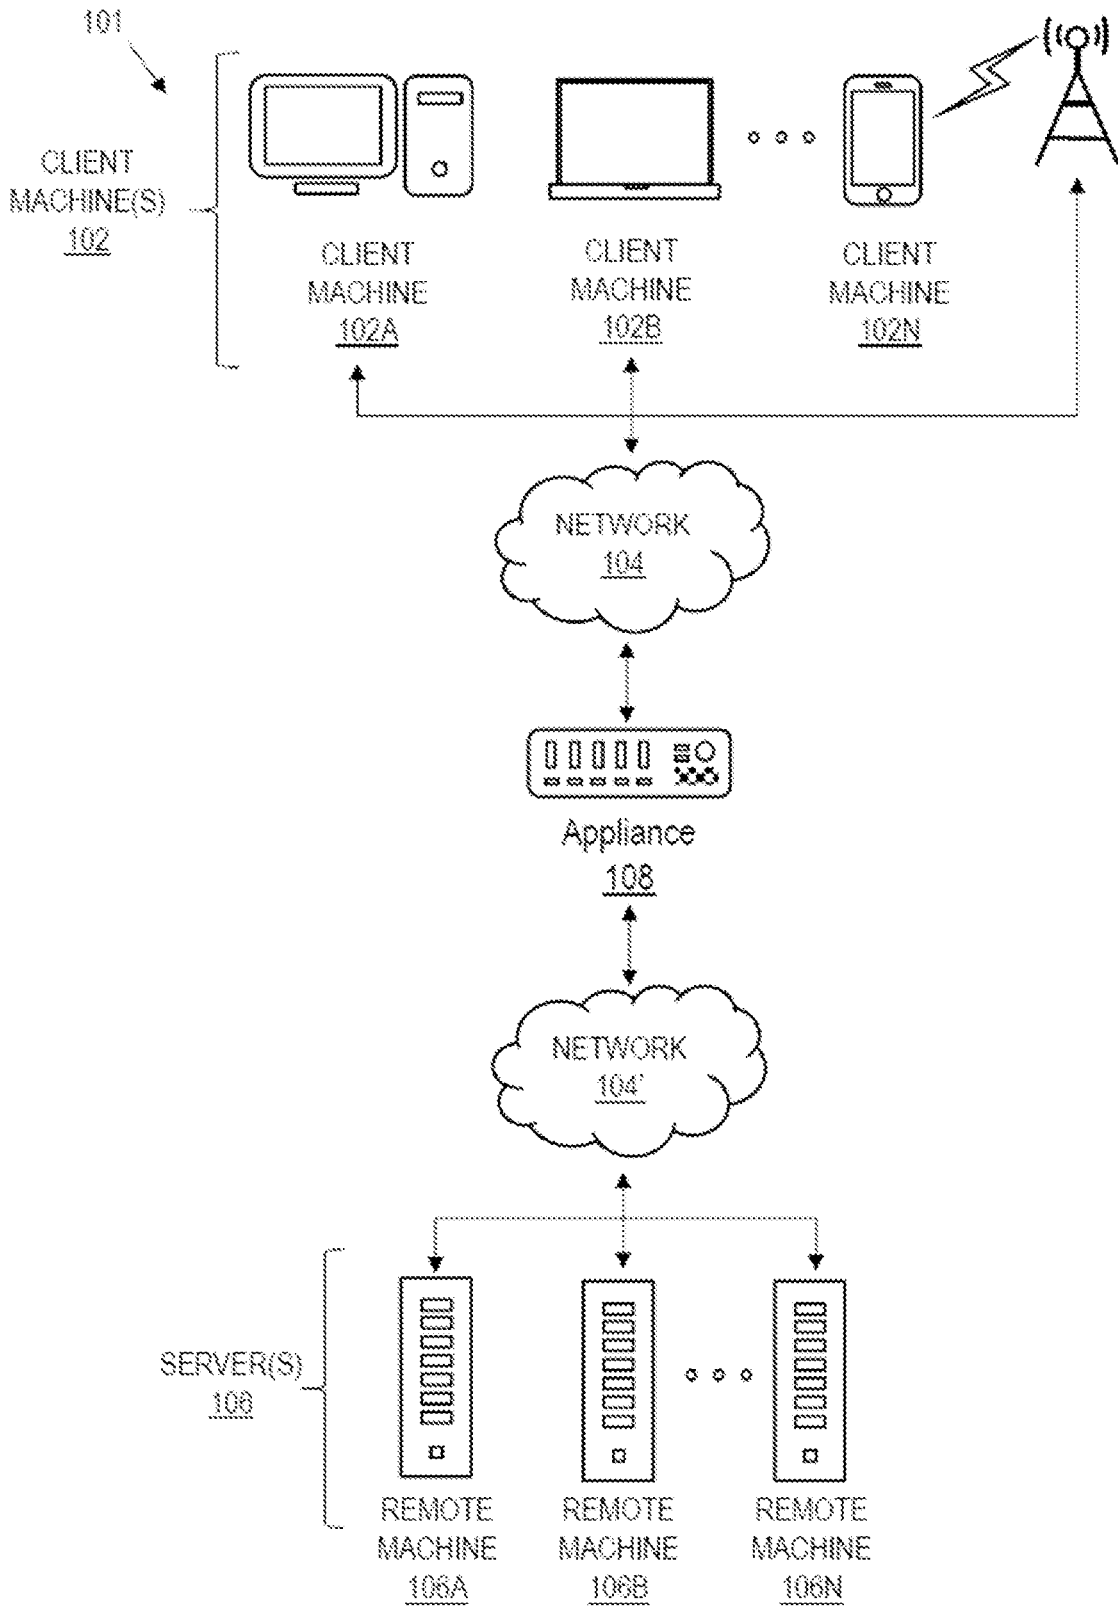 101
CLIENT
MACHINE(S)
102
CLIENT
MACHINE
102A
CLIENT
MACHINE
102B
CLIENT
MACHINE
102N
NETWORK
104
Appliance
108
NETWORK
104'
SERVER(S)
106
REMOTE
MACHINE
106A
REMOTE
MACHINE
106B
REMOTE
MACHINE
106N